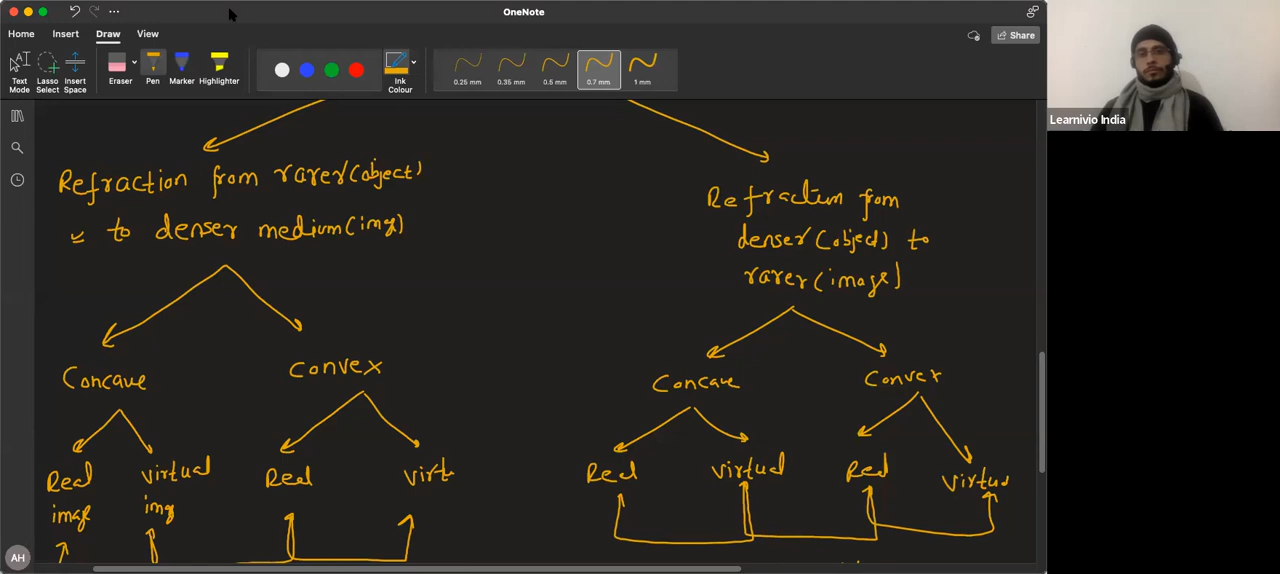 OneNote
Home Insert Draw View
Share
Text Mode
Lasso Select
Insert Space
Eraser
Pen
Marker
Highlighter
Ink Colour
0.25 mm
0.35 mm
0.5 mm
0.7 mm
1 mm
Learnivio India
Refraction from rarer(object)
to denser medium(img)
Refraction from
denser(object) to
rarer(image)
Concave
Convex
Concave
Convex
Real image
virtual img
Real
virt
Real
virtual
Real
virtual
AH